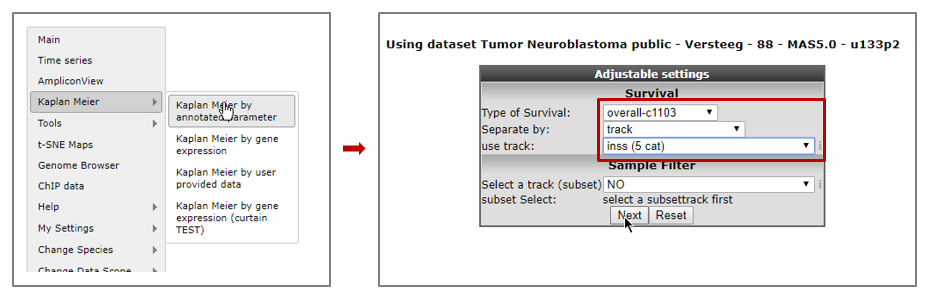 Main
Time series
AmpliconView
Kaplan Meier
Tools
t-SNE Maps
Genome Browser
ChIP data
Help
My Settings
Change Species
Change Data Scope
Kaplan Meier by
annotated parameter
Kaplan Meier by gene
expression
Kaplan Meier by user
provided data
Kaplan Meier by gene
expression (curtain
TEST)
Using dataset Tumor Neuroblastoma public - Versteeg - 88 - MAS5.0 - u133p2
Adjustable settings
Survival
Type of Survival: overall-c1103
Separate by: track
use track: inss (5 cat)
Sample Filter
Select a track (subset) NO
subset Select: select a subsettrack first
Next Reset